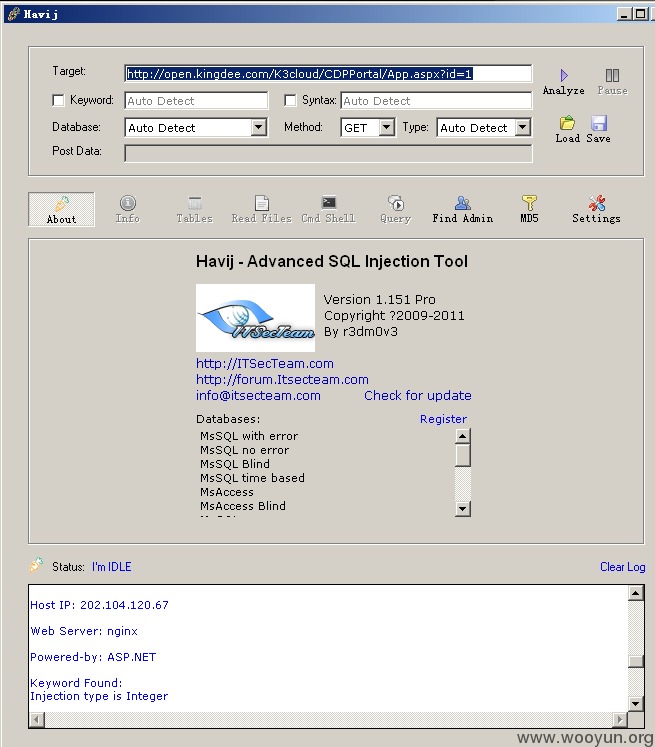 Havij
Target: http://open.kingdee.com/K3cloud/CDPPortal/App.aspx?id=1
Analyze Pause
Keyword: Auto Detect Syntax: Auto Detect
Database: Auto Detect Method: GET Type: Auto Detect
Load Save
Post Data:
About Info Tables Read Files Cmd Shell Query Find Admin MD5 Settings
Havij - Advanced SQL Injection Tool
ITSecTeam
Version 1.151 Pro
Copyright ?2009-2011
By r3dm0v3
http://ITSecTeam.com
http://forum.Itsecteam.com
info@itsecteam.com Check for update
Databases: Register
MsSQL with error
MsSQL no error
MsSQL Blind
MsSQL time based
MsAccess
MsAccess Blind
Status: I'm IDLE Clear Log
Host IP: 202.104.120.67
Web Server: nginx
Powered-by: ASP.NET
Keyword Found:
Injection type is Integer
www.wooyun.org